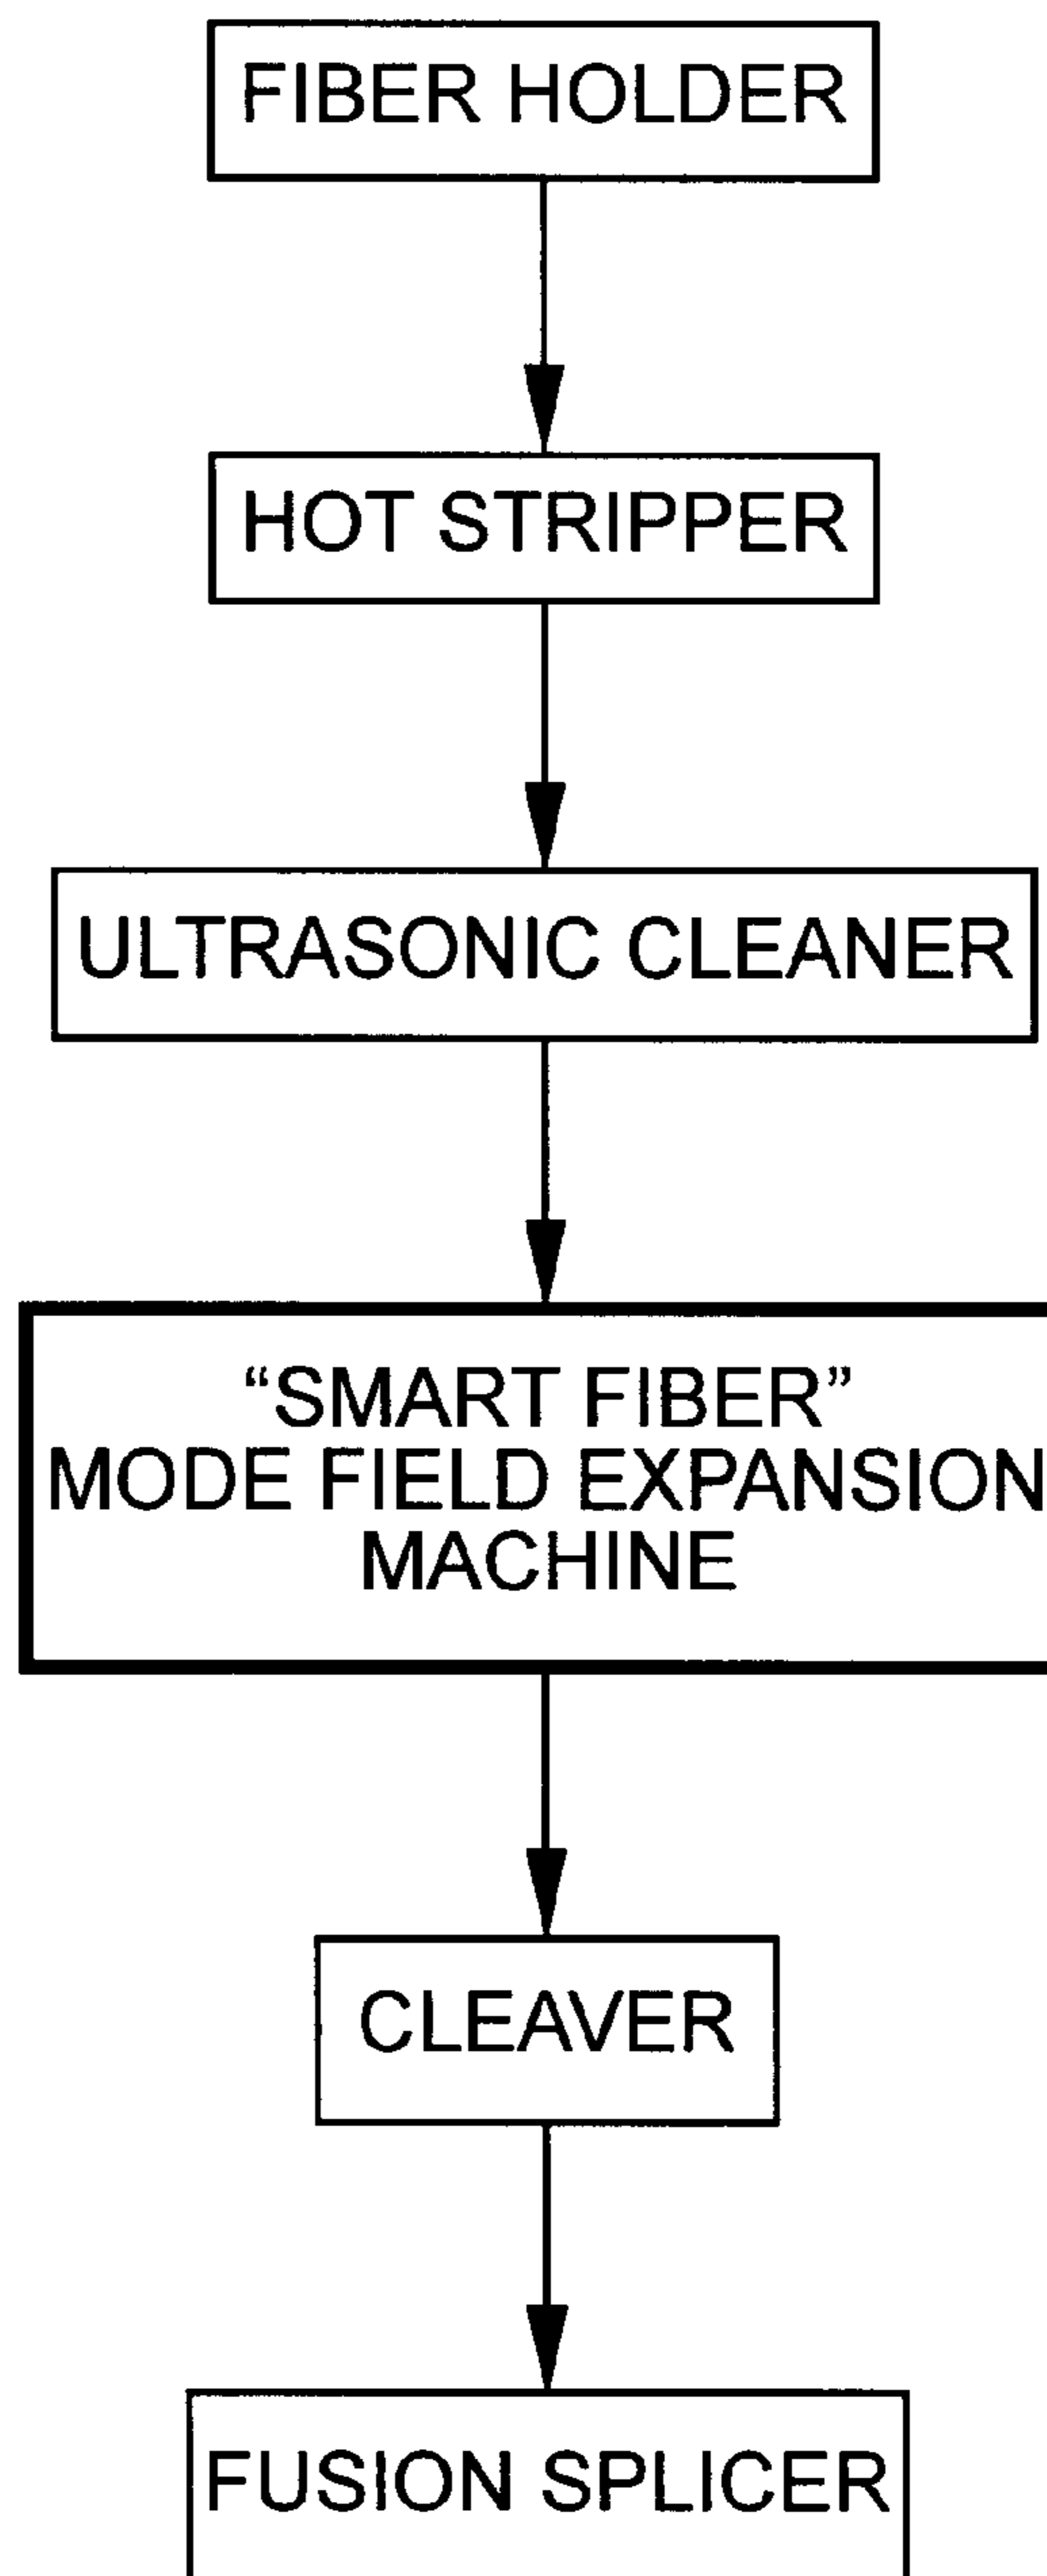 FIBER HOLDER
HOT STRIPPER
ULTRASONIC CLEANER
“SMART FIBER”
MODE FIELD EXPANSION
MACHINE
CLEAVER
FUSION SPLICER